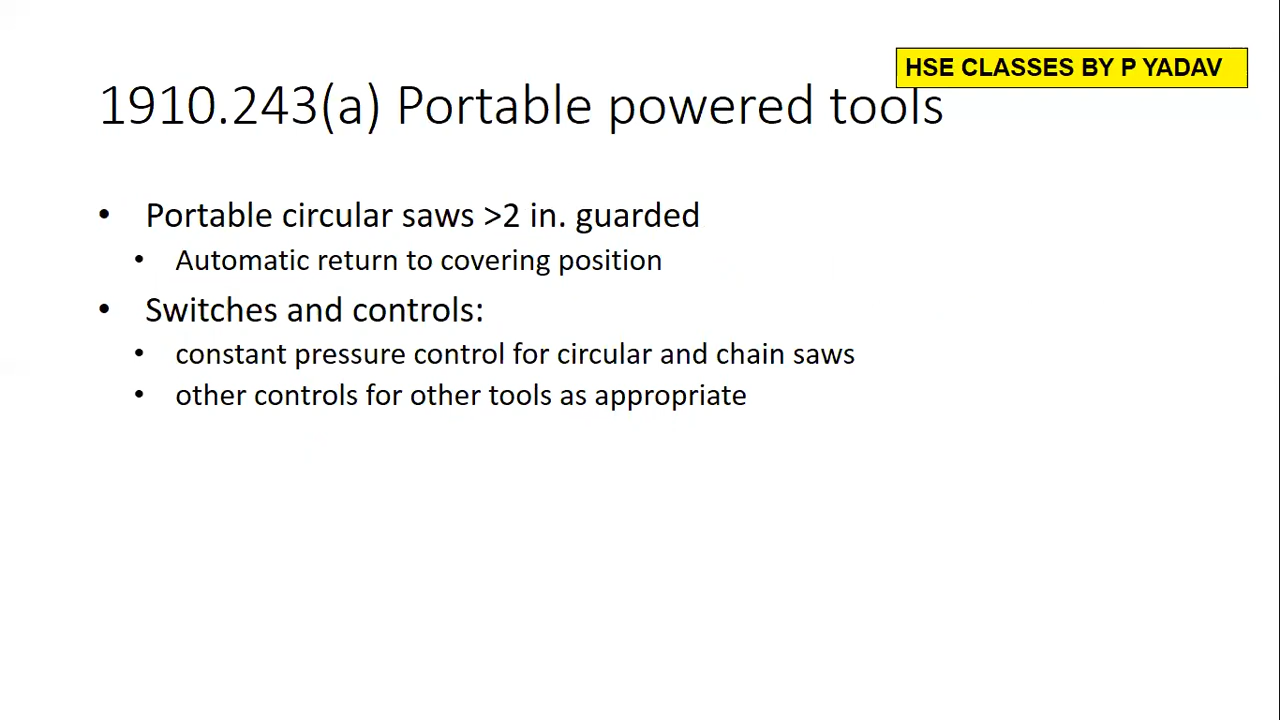 HSE CLASSES BY P YADAV
1910.243(a) Portable powered tools
• Portable circular saws >2 in. guarded
• Automatic return to covering position
• Switches and controls:
• constant pressure control for circular and chain saws
• other controls for other tools as appropriate